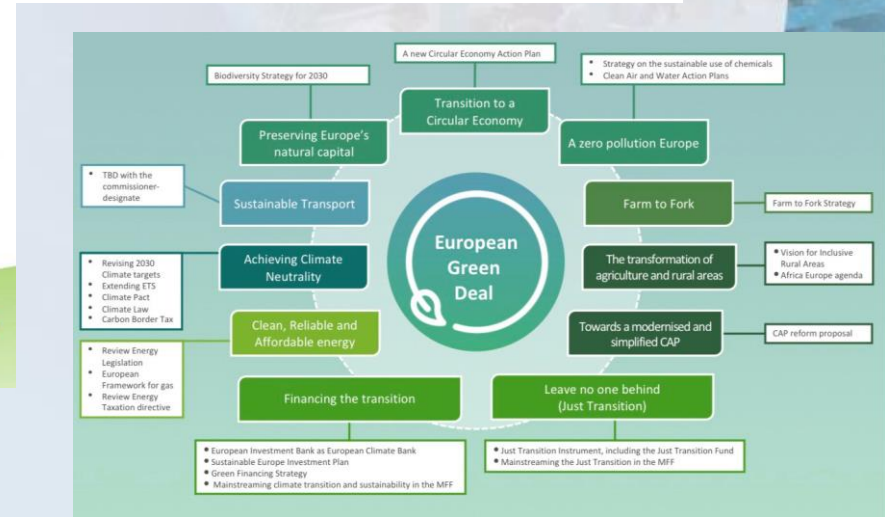 A new Circular Economy Action Plan
Biodiversity Strategy for 2030
• Strategy on the sustainable use of chemicals
• Clean Air and Water Action Plans
Transition to a
Circular Economy
Preserving Europe's
natural capital
A zero pollution Europe
• TBD with the
commissioner-
designate
Sustainable Transport
Farm to Fork
Farm to Fork Strategy
European
Green
Deal
• Revising 2030
Climate targets
• Extending ETS
• Climate Pact
• Climate Law
• Carbon Border Tax
Achieving Climate
Neutrality
The transformation of
agriculture and rural areas
• Vision for Inclusive
Rural Areas
• Africa Europe agenda
• Review Energy
Legislation
• European
Framework for gas
• Review Energy
Taxation directive
Clean, Reliable and
Affordable energy
Towards a modernised and
simplified CAP
CAP reform proposal
Financing the transition
Leave no one behind
(Just Transition)
• European Investment Bank as European Climate Bank
• Sustainable Europe Investment Plan
• Green Financing Strategy
• Mainstreaming climate transition and sustainability in the MFF
• Just Transition Instrument, including the Just Transition Fund
• Mainstreaming the Just Transition in the MFF